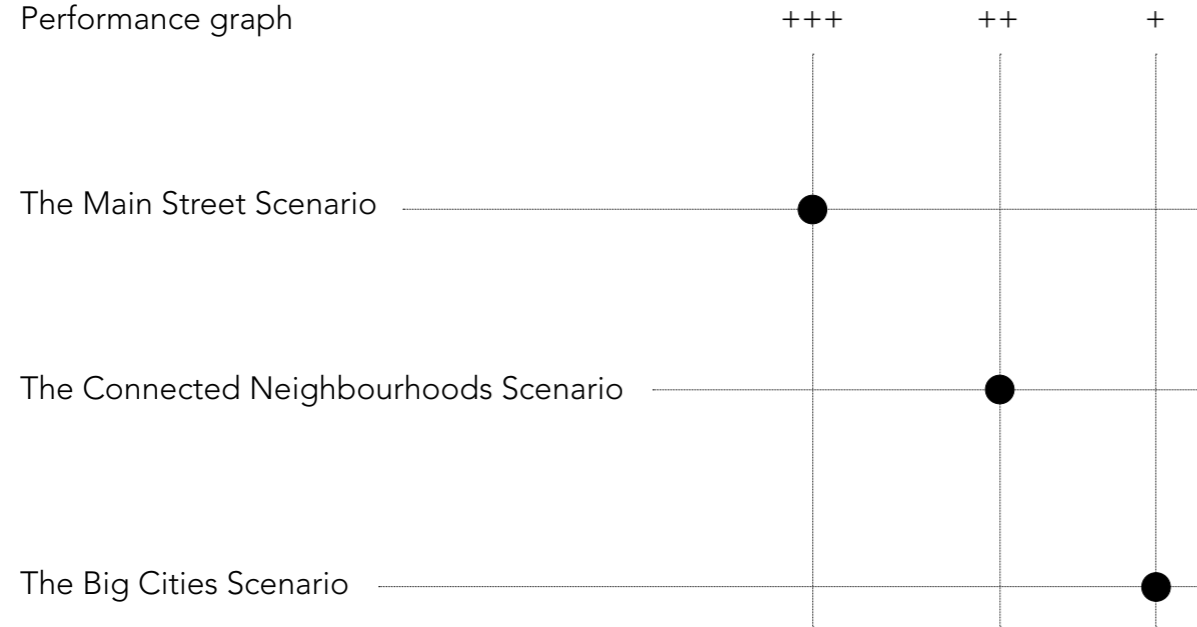 Performance graph +++ ++ +
The Main Street Scenario
The Connected Neighbourhoods Scenario
The Big Cities Scenario